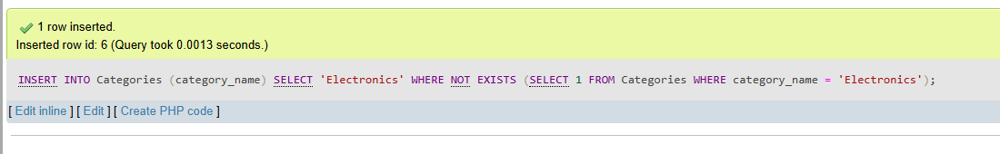 1 row inserted.
Inserted row id: 6 (Query took 0.0013 seconds.)
INSERT INTO Categories (category_name) SELECT 'Electronics' WHERE NOT EXISTS (SELECT 1 FROM Categories WHERE category_name = 'Electronics');
[ Edit inline ] [ Edit ] [ Create PHP code ]